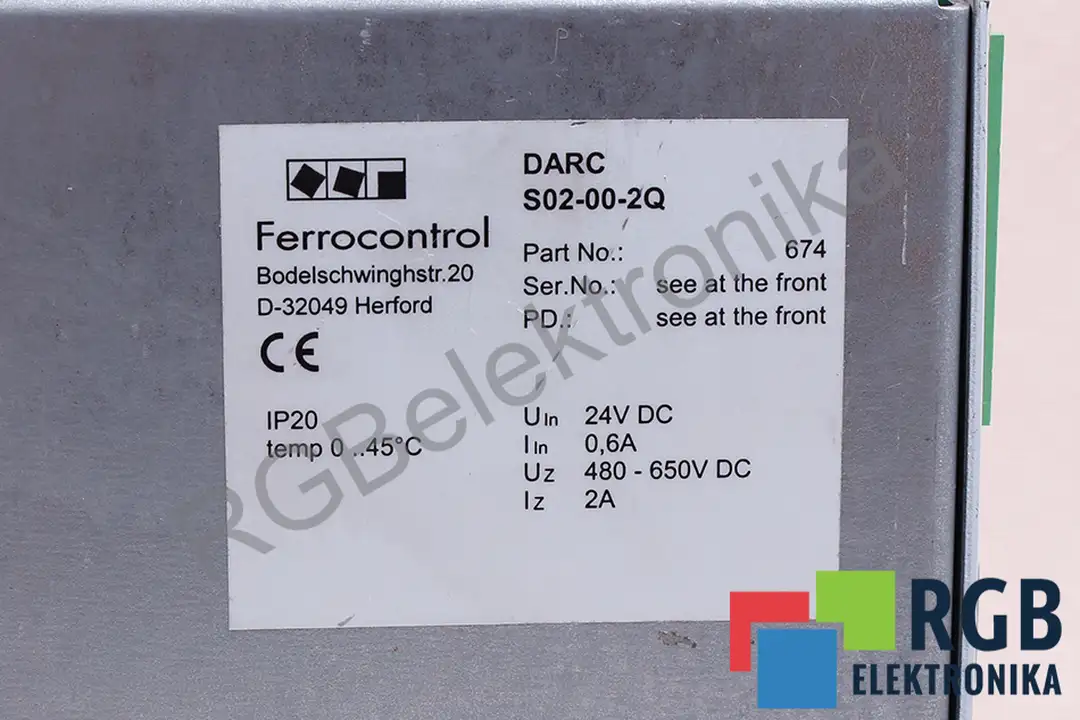 Ferrocontrol
Bodelschwinghstr.20
D-32049 Herford
CE
IP20
temp 0 ..45°C
DARC
S02-00-2Q
Part No.: 674
Ser.No.: see at the front
PD.: see at the front
U In 24V DC
I In 0,6A
Uz 480 - 650V DC
Iz 2A
RGBelektronika
RGB
ELEKTRONIKA